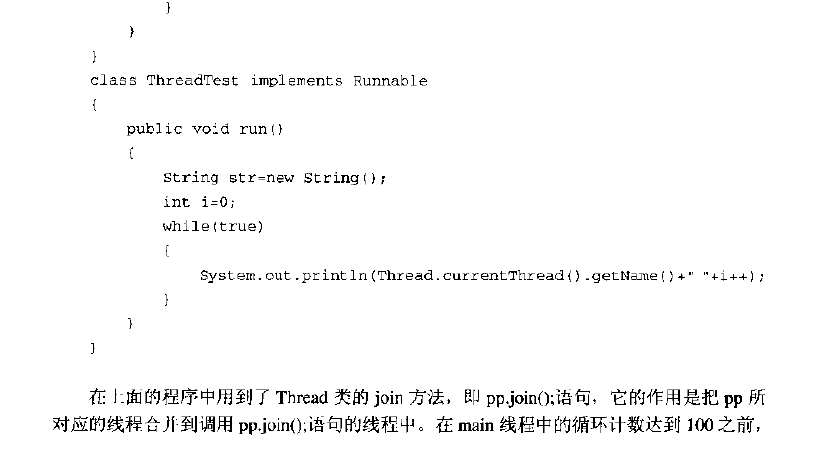 }
}
}
class ThreadTest implements Runnable
{
public void run()
{
String str=new String();
int i=0;
while(true)
{
System.out.println(Thread.currentThread().getName()+" "+i++);
}
}
}
在上面的程序中用到了 Thread 类的 join 方法，即 pp.join();语句，它的作用是把 pp 所
对应的线程合并到调用 pp.join();语句的线程中。在 main 线程中的循环计数达到 100 之前，